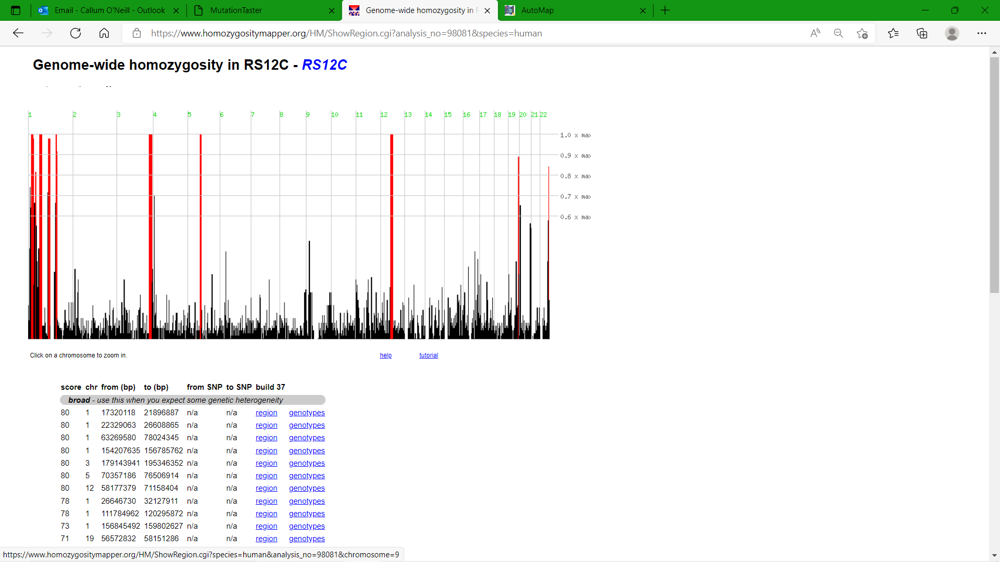 Email - Callum O'Neill - Outlook
MutationTaster
Genome-wide homozygosity in
AutoMap
https://www.homozygositymapper.org/HM/ShowRegion.cgi?analysis_no=98081&species=human
Genome-wide homozygosity in RS12C - RS12C
1 2 3 4 5 6 7 8 9 10 11 12 13 14 15 16 17 18 19 20 21 22
1.0 x max
0.9 x max
0.8 x max
0.7 x max
0.6 x max
Click on a chromosome to zoom in. help tutorial
score chr from (bp) to (bp) from SNP to SNP build 37
broad - use this when you expect some genetic heterogeneity
80 1 17320118 21896887 n/a n/a region genotypes
80 1 22329063 26608865 n/a n/a region genotypes
80 1 63269580 78024345 n/a n/a region genotypes
80 1 154207635 156785762 n/a n/a region genotypes
80 3 179143941 195346352 n/a n/a region genotypes
80 5 70357186 76506914 n/a n/a region genotypes
80 12 58177379 71158404 n/a n/a region genotypes
78 1 26646730 32127911 n/a n/a region genotypes
78 1 111784962 120295872 n/a n/a region genotypes
73 1 156845492 159802627 n/a n/a region genotypes
71 19 56572832 58151286 n/a n/a region genotypes
https://www.homozygositymapper.org/HM/ShowRegion.cgi?species=human&analysis_no=98081&chromosome=9